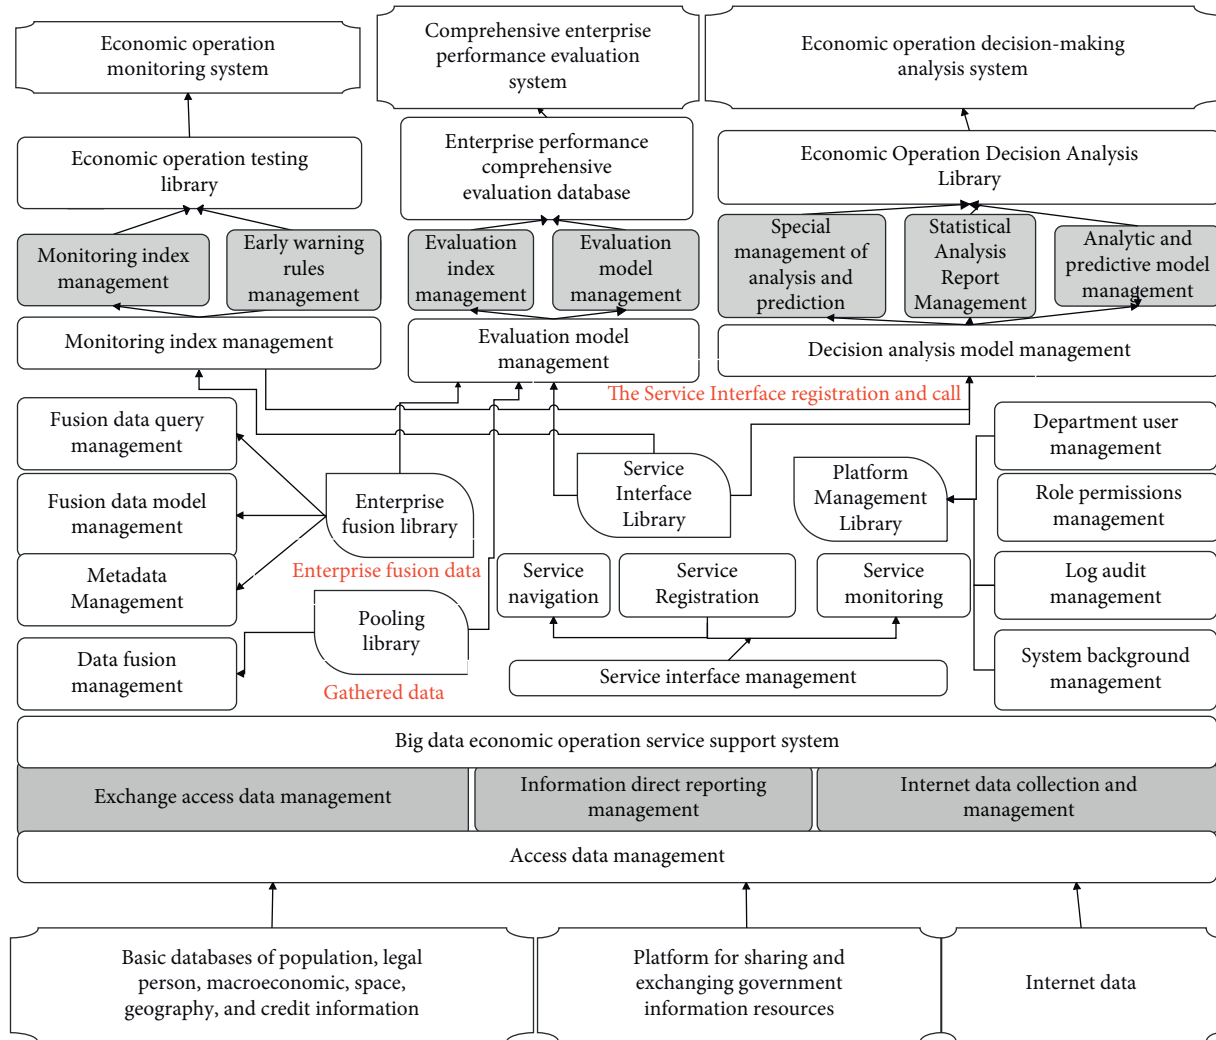 Economic operation
monitoring system
Comprehensive enterprise
performance evaluation
system
Economic operation decision-making
analysis system
Economic operation testing
library
Enterprise performance
comprehensive
evaluation database
Economic Operation Decision Analysis
Library
Monitoring index
management
Early warning
rules
management
Evaluation
index
management
Evaluation
model
management
Special
management of
analysis and
prediction
Statistical
Analysis
Report
Management
Analytic and
predictive model
management
Monitoring index management
Evaluation model
management
Decision analysis model management
The Service Interface registration and call
Fusion data query
management
Fusion data model
management
Metadata
Management
Data fusion
management
Enterprise
fusion library
Enterprise fusion data
Pooling
library
Gathered data
Service
Interface
Library
Platform
Management
Library
Department user
management
Role permissions
management
Log audit
management
System background
management
Service
navigation
Service
Registration
Service
monitoring
Service interface management
Big data economic operation service support system
Exchange access data management
Information direct reporting
management
Internet data collection and
management
Access data management
Basic databases of population, legal
person, macroeconomic, space,
geography, and credit information
Platform for sharing and
exchanging government
information resources
Internet data